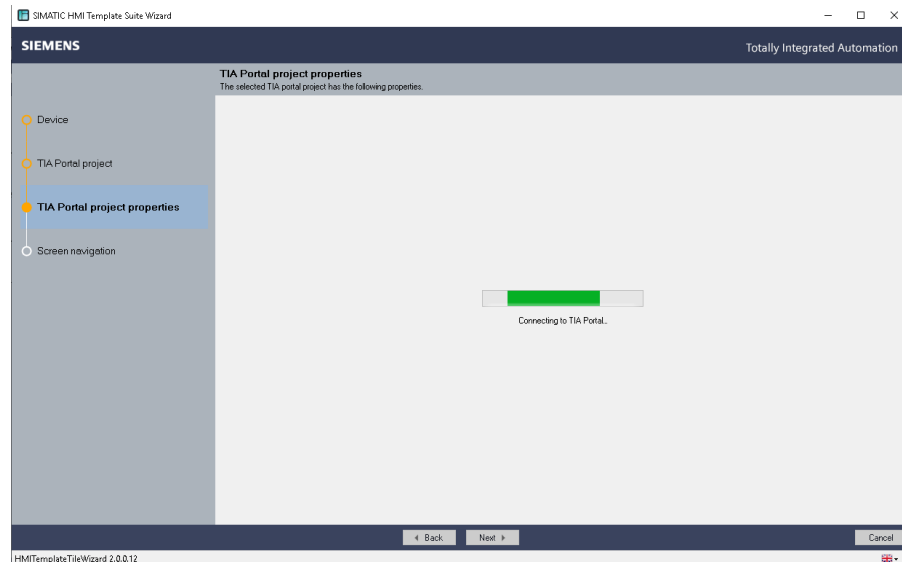 SIMATIC HMI Template Suite Wizard
SIEMENS
Totally Integrated Automation
TIA Portal project properties
The selected TIA portal project has the following properties.
Device
TIA Portal project
TIA Portal project properties
Screen navigation
Connecting to TIA Portal..
Back
Next
Cancel
HMITemplateTileWizard 2.0.0.12